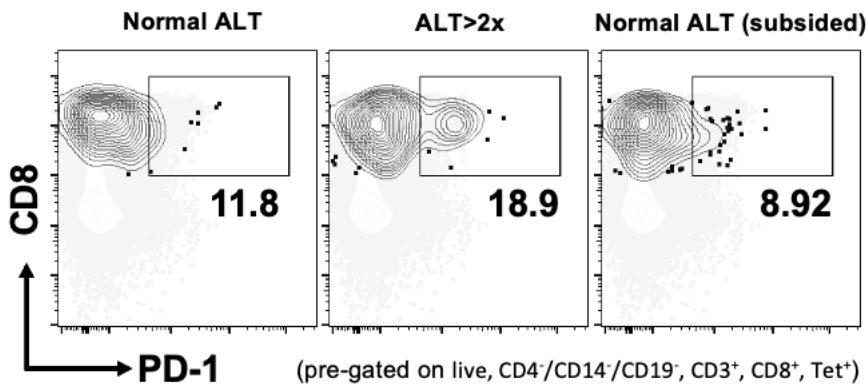 Normal ALT
ALT>2x
Normal ALT (subsided)
11.8
18.9
8.92
CD8
PD-1
(pre-gated on live, CD4⁻/CD14⁻/CD19⁻, CD3⁺, CD8⁺, Tet⁺)